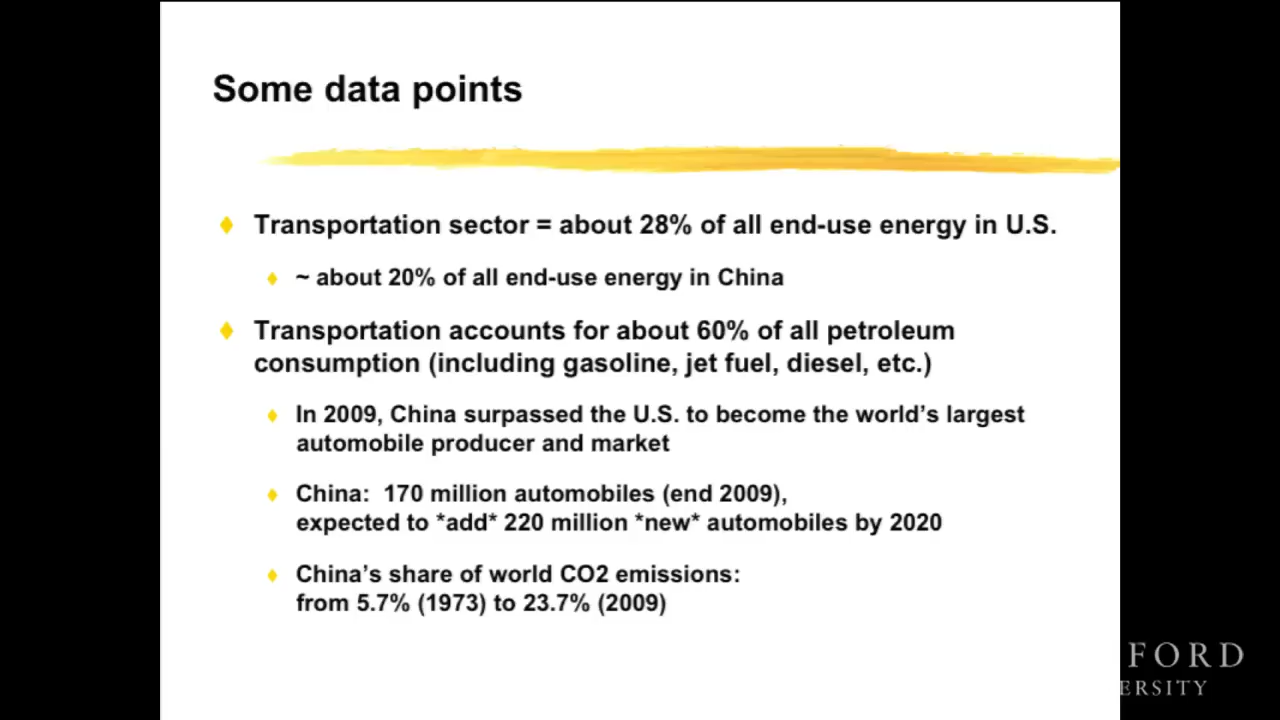 Some data points
Transportation sector = about 28% of all end-use energy in U.S.
~ about 20% of all end-use energy in China
Transportation accounts for about 60% of all petroleum
consumption (including gasoline, jet fuel, diesel, etc.)
In 2009, China surpassed the U.S. to become the world's largest
automobile producer and market
China:  170 million automobiles (end 2009),
expected to *add* 220 million *new* automobiles by 2020
China's share of world CO2 emissions:
from 5.7% (1973) to 23.7% (2009)
FORD
ERSITY